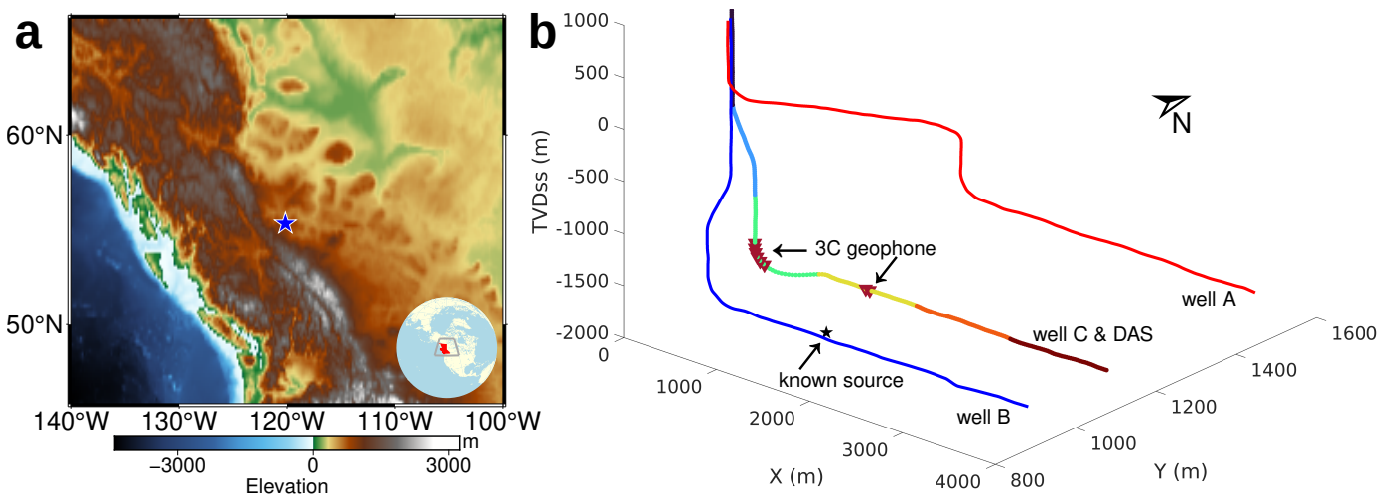 a
60°N
50°N
140°W 130°W 120°W 110°W 100°W
m
−3000 0 3000
Elevation
b
1000
500
0
-500
-1000
-1500
-2000
TVDss (m)
N
3C geophone
well A
well C & DAS
known source
well B
0
1000
2000
3000
4000
X (m)
800
1000
1200
1400
1600
Y (m)